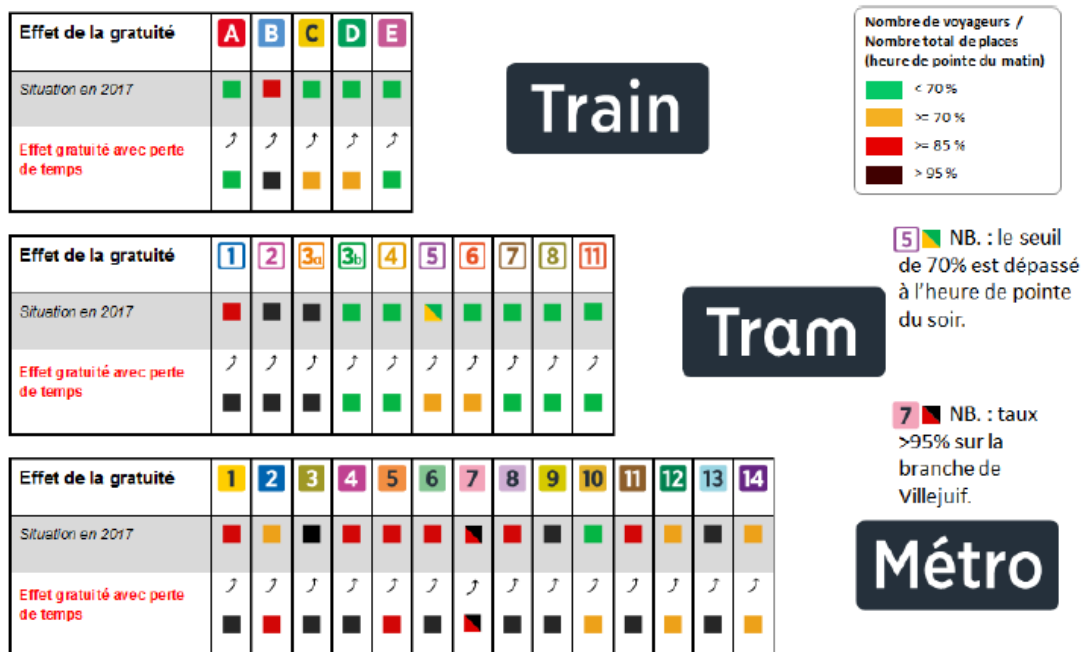 Effet de la gratuité A B C D E
Situation en 2017
Effet gratuité avec perte
de temps
Train
Nombre de voyageurs /
Nombre total de places
(heure de pointe du matin)
< 70 %
>= 70 %
>= 85 %
> 95 %
Effet de la gratuité 1 2 3a 3b 4 5 6 7 8 11
Situation en 2017
Effet gratuité avec perte
de temps
Tram
5 NB. : le seuil
de 70% est dépassé
à l'heure de pointe
du soir.
7 NB. : taux
>95% sur la
branche de
Villejuif.
Effet de la gratuité 1 2 3 4 5 6 7 8 9 10 11 12 13 14
Situation en 2017
Effet gratuité avec perte
de temps
Métro